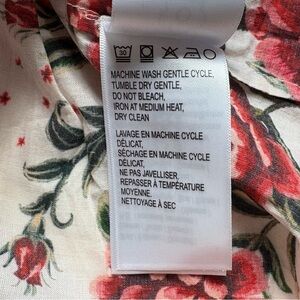 30
MACHINE WASH GENTLE CYCLE,
TUMBLE DRY GENTLE,
DO NOT BLEACH,
IRON AT MEDIUM HEAT,
DRY CLEAN
LAVAGE EN MACHINE CYCLE
DÉLICAT,
SÉCHAGE EN MACHINE CYCLE
DÉLICAT,
NE PAS JAVELLISER,
REPASSER À TEMPÉRATURE
MOYENNE.
NETTOYAGE À SEC